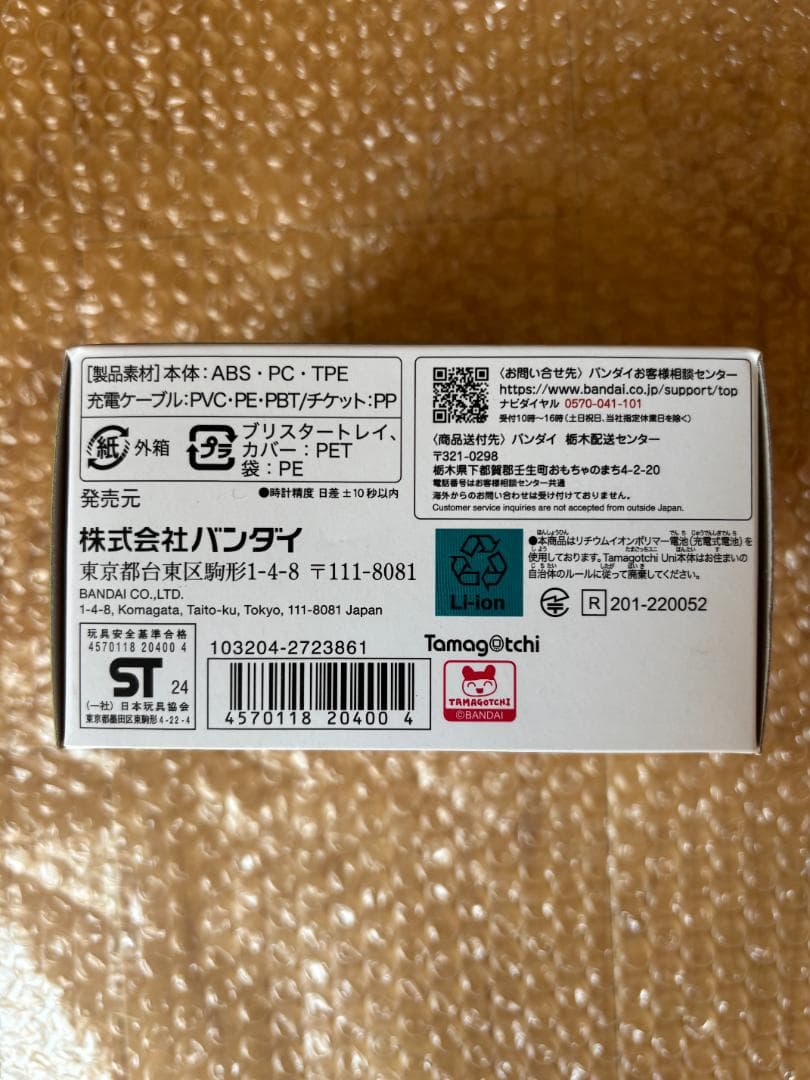 [製品素材]本体:ABS・PC・TPE
充電ケーブル:PVC・PE・PBT/チケット:PP
紙 外箱
プラ ブリスタートレイ、
カバー:PET
袋:PE
発売元
●時計精度 日差±10秒以内
株式会社バンダイ
東京都台東区駒形1-4-8 〒111-8081
BANDAI CO.,LTD.
1-4-8, Komagata, Taito-ku, Tokyo, 111-8081 Japan
〈お問い合せ先〉バンダイお客様相談センター
https://www.bandai.co.jp/support/top
ナビダイヤル 0570-041-101
受付10時〜16時(土日祝日、当社指定休業日を除く)
〈商品送付先〉バンダイ 栃木配送センター
〒321-0298
栃木県下都賀郡壬生町おもちゃのまち4-2-20
電話番号はお客様相談センター共通
海外からのお問い合せは受け付けておりません。
Customer service inquiries are not accepted from outside Japan.
Li-ion
●本商品はリチウムイオンポリマー電池(充電式電池)を
使用しております。Tamagotchi Uni本体はお住まいの
自治体のルールに従って廃棄してください。
R 201-220052
玩具安全基準合格
4570118 20400 4
ST 24
(一社)日本玩具協会
東京都墨田区東駒形4-22-4
103204-2723861
4570118 20400 4
Tamagotchi
TAMAGOTCHI
©BANDAI